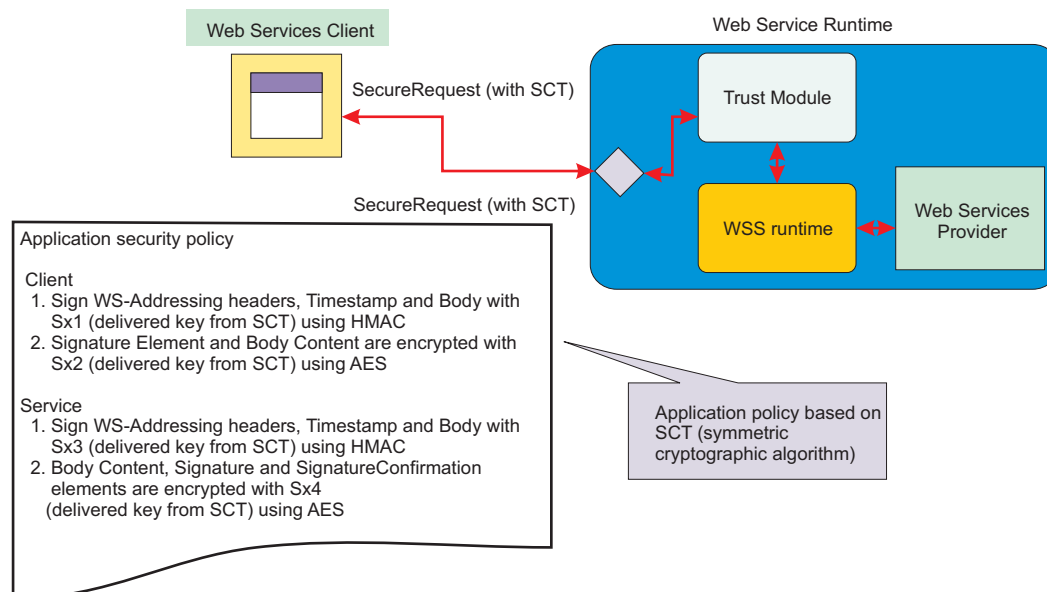 Web Services Client
Web Service Runtime
SecureRequest (with SCT)
Trust Module
SecureRequest (with SCT)
WSS runtime
Web Services
Provider
Application security policy
Client
1. Sign WS-Addressing headers, Timestamp and Body with
Sx1 (delivered key from SCT) using HMAC
2. Signature Element and Body Content are encrypted with
Sx2 (delivered key from SCT) using AES
Service
1. Sign WS-Addressing headers, Timestamp and Body with
Sx3 (delivered key from SCT) using HMAC
2. Body Content, Signature and SignatureConfirmation
elements are encrypted with Sx4
(delivered key from SCT) using AES
Application policy based on
SCT (symmetric
cryptographic algorithm)